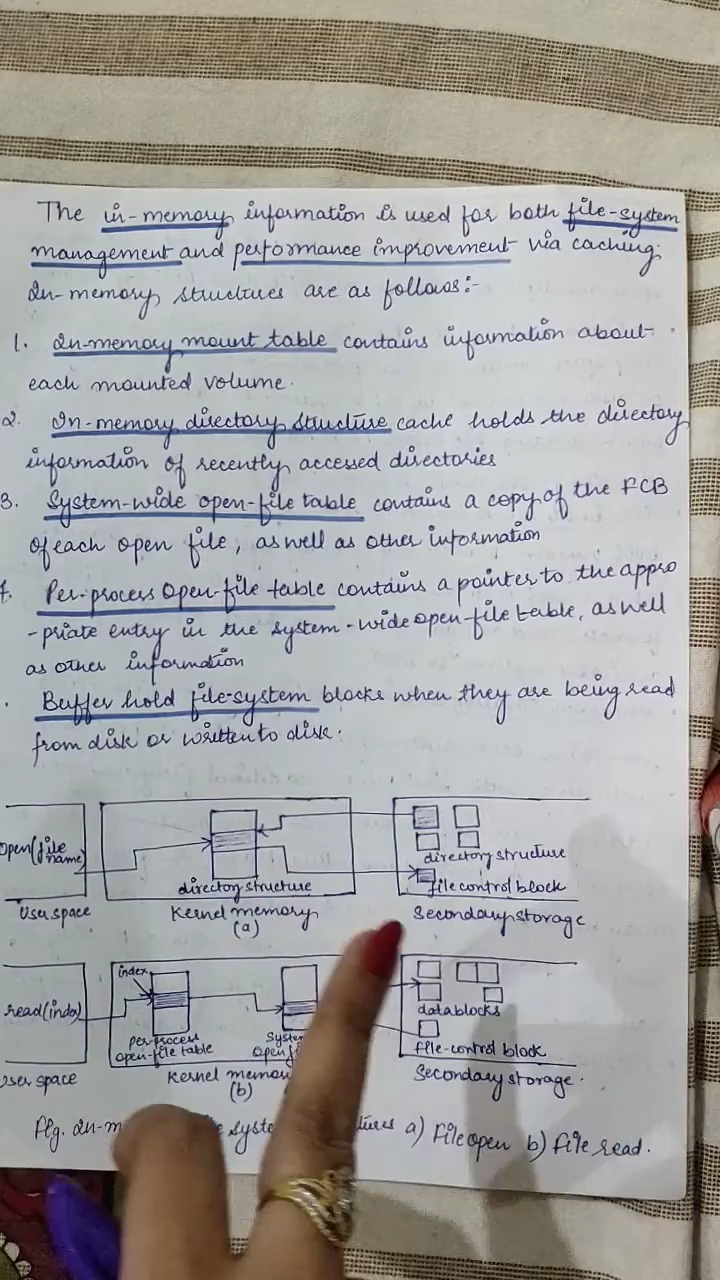 The in-memory information is used for both file-system
management and performance improvement via caching.
In-memory structures are as follows:-
1. In-memory mount table contains information about
each mounted volume.
2. In-memory directory structure cache holds the directory
information of recently accessed directories
3. System-wide open-file table contains a copy of the FCB
of each open file, as well as other information
Per-process open-file table contains a pointer to the appro
-priate entry in the system-wide open-file table, as well
as other information
Buffer hold file-system blocks when they are being read
from disk or written to disk.
open(file name)
directory structure
directory structure
file control block
User space
Kernel memory
(a)
Secondary storage
index
read(index)
data blocks
per-process
open-file table
file-control block
Kernel
(b)
Secondary storage.
Fig. a) file open b) file read.